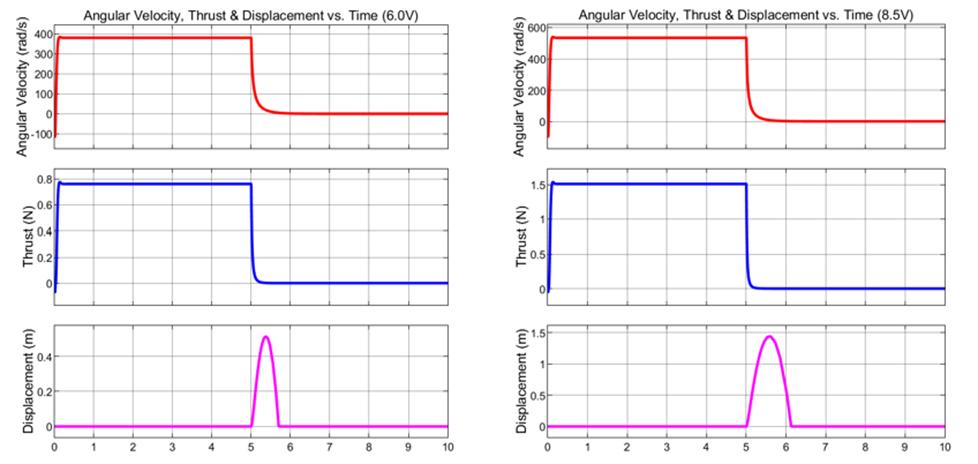 Angular Velocity, Thrust & Displacement vs. Time (6.0V)
Angular Velocity (rad/s)
400
300
200
100
0
-100
Thrust (N)
0.8
0.6
0.4
0.2
0
Displacement (m)
0.4
0.2
0
0 1 2 3 4 5 6 7 8 9 10
Angular Velocity, Thrust & Displacement vs. Time (8.5V)
Angular Velocity (rad/s)
600
400
200
0
Thrust (N)
1.5
1
0.5
0
Displacement (m)
1.5
1
0.5
0
0 1 2 3 4 5 6 7 8 9 10